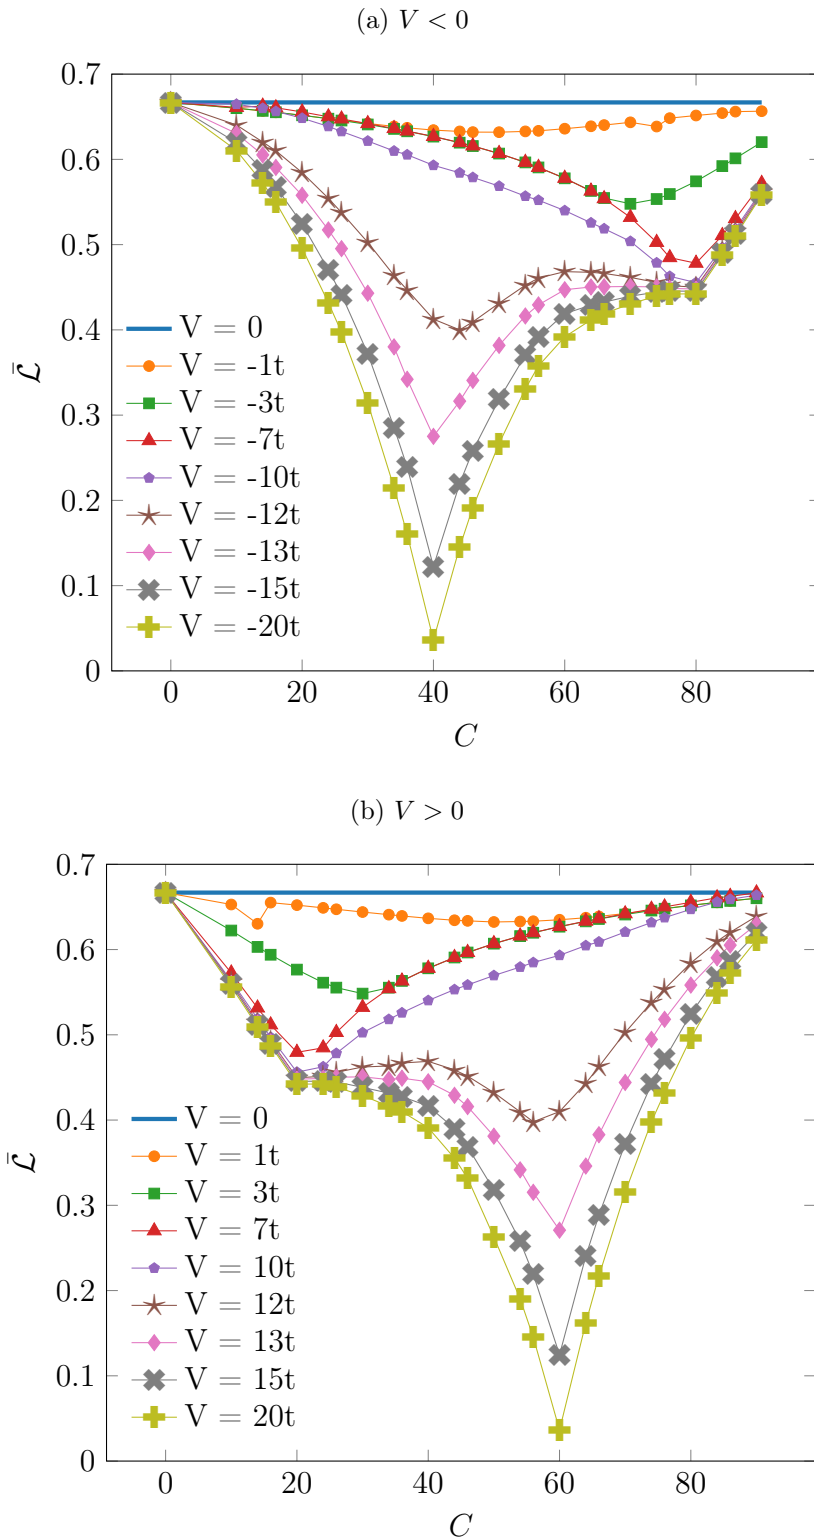 (a) V < 0
0.7
0.6
0.5
0.4
0.3
0.2
0.1
0
L̄
V = 0
V = -1t
V = -3t
V = -7t
V = -10t
V = -12t
V = -13t
V = -15t
V = -20t
0 20 40 60 80
C
(b) V > 0
0.7
0.6
0.5
0.4
0.3
0.2
0.1
0
L̄
V = 0
V = 1t
V = 3t
V = 7t
V = 10t
V = 12t
V = 13t
V = 15t
V = 20t
0 20 40 60 80
C